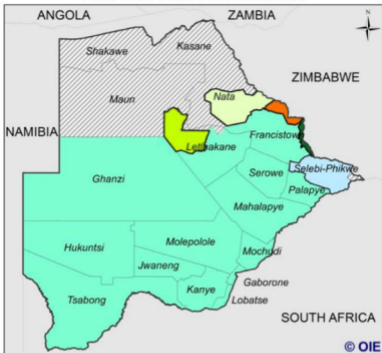 ANGOLA
ZAMBIA
N
Shakawe
Kasane
ZIMBABWE
Maun
Nata
NAMIBIA
Francistown
Letlhakane
Selebi-Phikwe
Ghanzi
Serowe
Palapye
Mahalapye
Hukuntsi
Molepolole
Mochudi
Jwaneng
Gaborone
Kanye
Lobatse
Tsabong
SOUTH AFRICA
© OIE